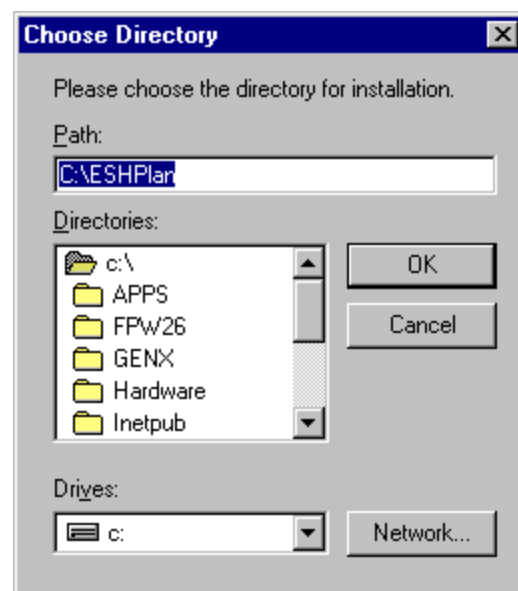 Choose Directory
Please choose the directory for installation.
Path:
C:\ESHPlan
Directories:
c:\
APPS
FPW26
GENX
Hardware
Inetpub
OK
Cancel
Drives:
c:
Network...